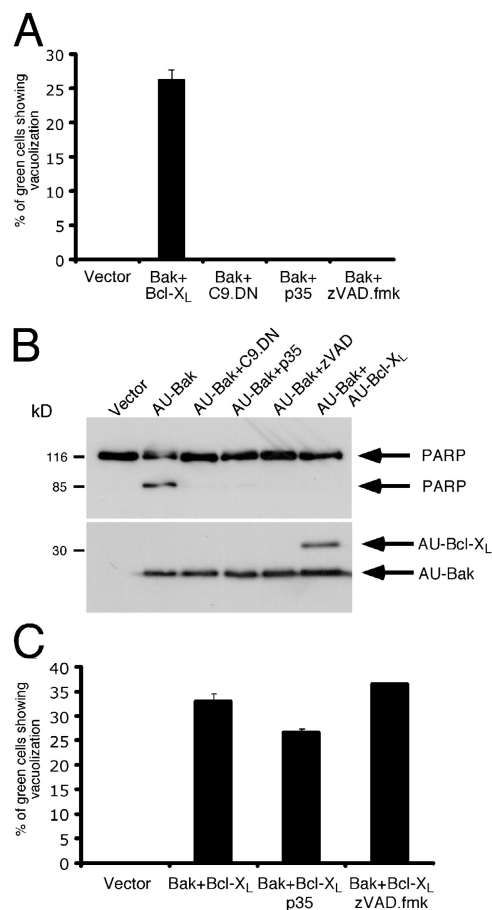 A
% of green cells showing
vacuolization
30
25
20
15
10
5
0
Vector
Bak+
Bcl-XL
Bak+
C9.DN
Bak+
p35
Bak+
zVAD.fmk
B
kD
Vector
AU-Bak
AU-Bak+C9.DN
AU-Bak+p35
AU-Bak+zVAD
AU-Bak+
AU-Bcl-XL
116
PARP
85
PARP
30
AU-Bcl-XL
AU-Bak
C
% of green cells showing
vacuolization
40
35
30
25
20
15
10
5
0
Vector
Bak+Bcl-XL
Bak+Bcl-XL
p35
Bak+Bcl-XL
zVAD.fmk